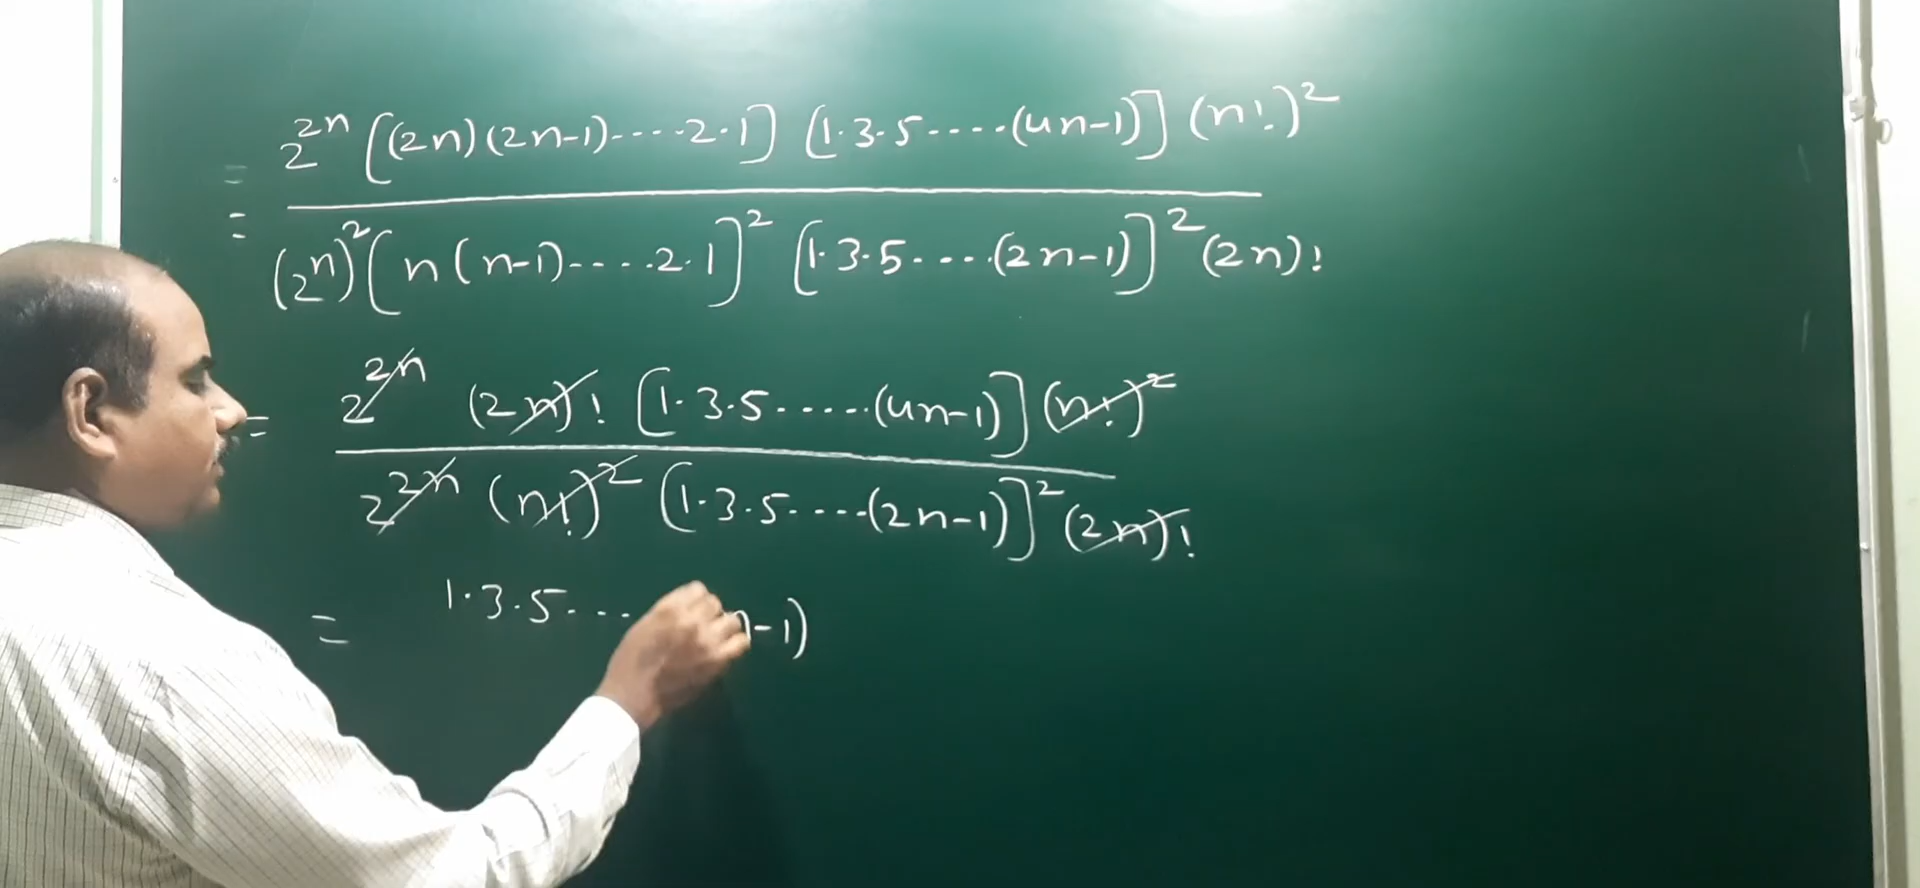 =
= 2^{2n} [(2n)(2n-1)----2·1] [1·3·5----(4n-1)] (n!)^2
(2^n)^2 [n(n-1)----2·1]^2 [1·3·5----(2n-1)]^2 (2n)!
= 2^{2n} (2n)! [1·3·5-----(4n-1)] (n!)^2
2^{2n} (n!)^2 [1·3·5-----(2n-1)]^2 (2n)!
= 1·3·5--- n-1)